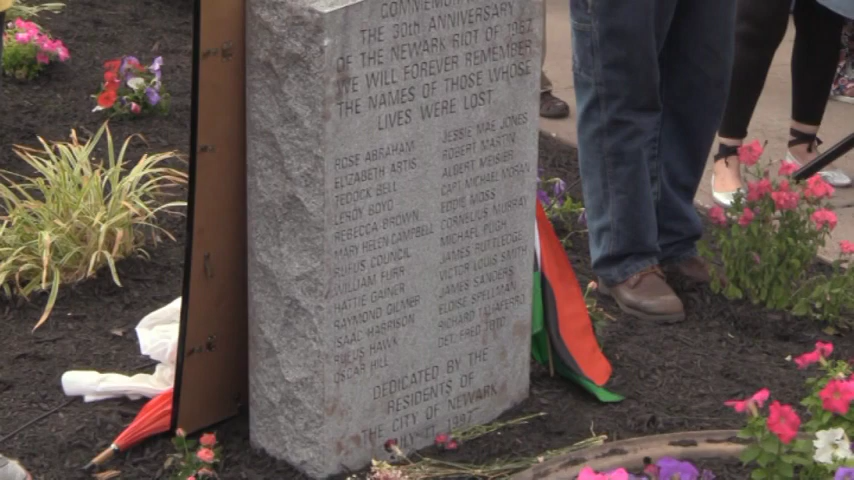 COMMEMORATING
THE 30th ANNIVERSARY
OF THE NEWARK RIOT OF 1967
WE WILL FOREVER REMEMBER
THE NAMES OF THOSE WHOSE
LIVES WERE LOST
ROSE ABRAHAM
ELIZABETH ARTIS
TEDOCK BELL
LEROY BOYD
REBECCA BROWN
MARY HELEN CAMPBELL
RUFUS COUNCIL
WILLIAM FURR
HATTIE GAINER
RAYMOND GILMER
ISAAC HARRISON
RUFUS HAWK
OSCAR HILL
JESSIE MAE JONES
ROBERT MARTIN
ALBERT MEISIER
CAPT. MICHAEL MORAN
EDDIE MOSS
CORNELIUS MURRAY
MICHAEL PUGH
JAMES RUTLEDGE
VICTOR LOUIS SMITH
JAMES SANDERS
ELOISE SPELLMAN
RICHARD TALIAFERRO
DET. FRED TOTO
DEDICATED BY THE
RESIDENTS OF
THE CITY OF NEWARK
JULY 1997